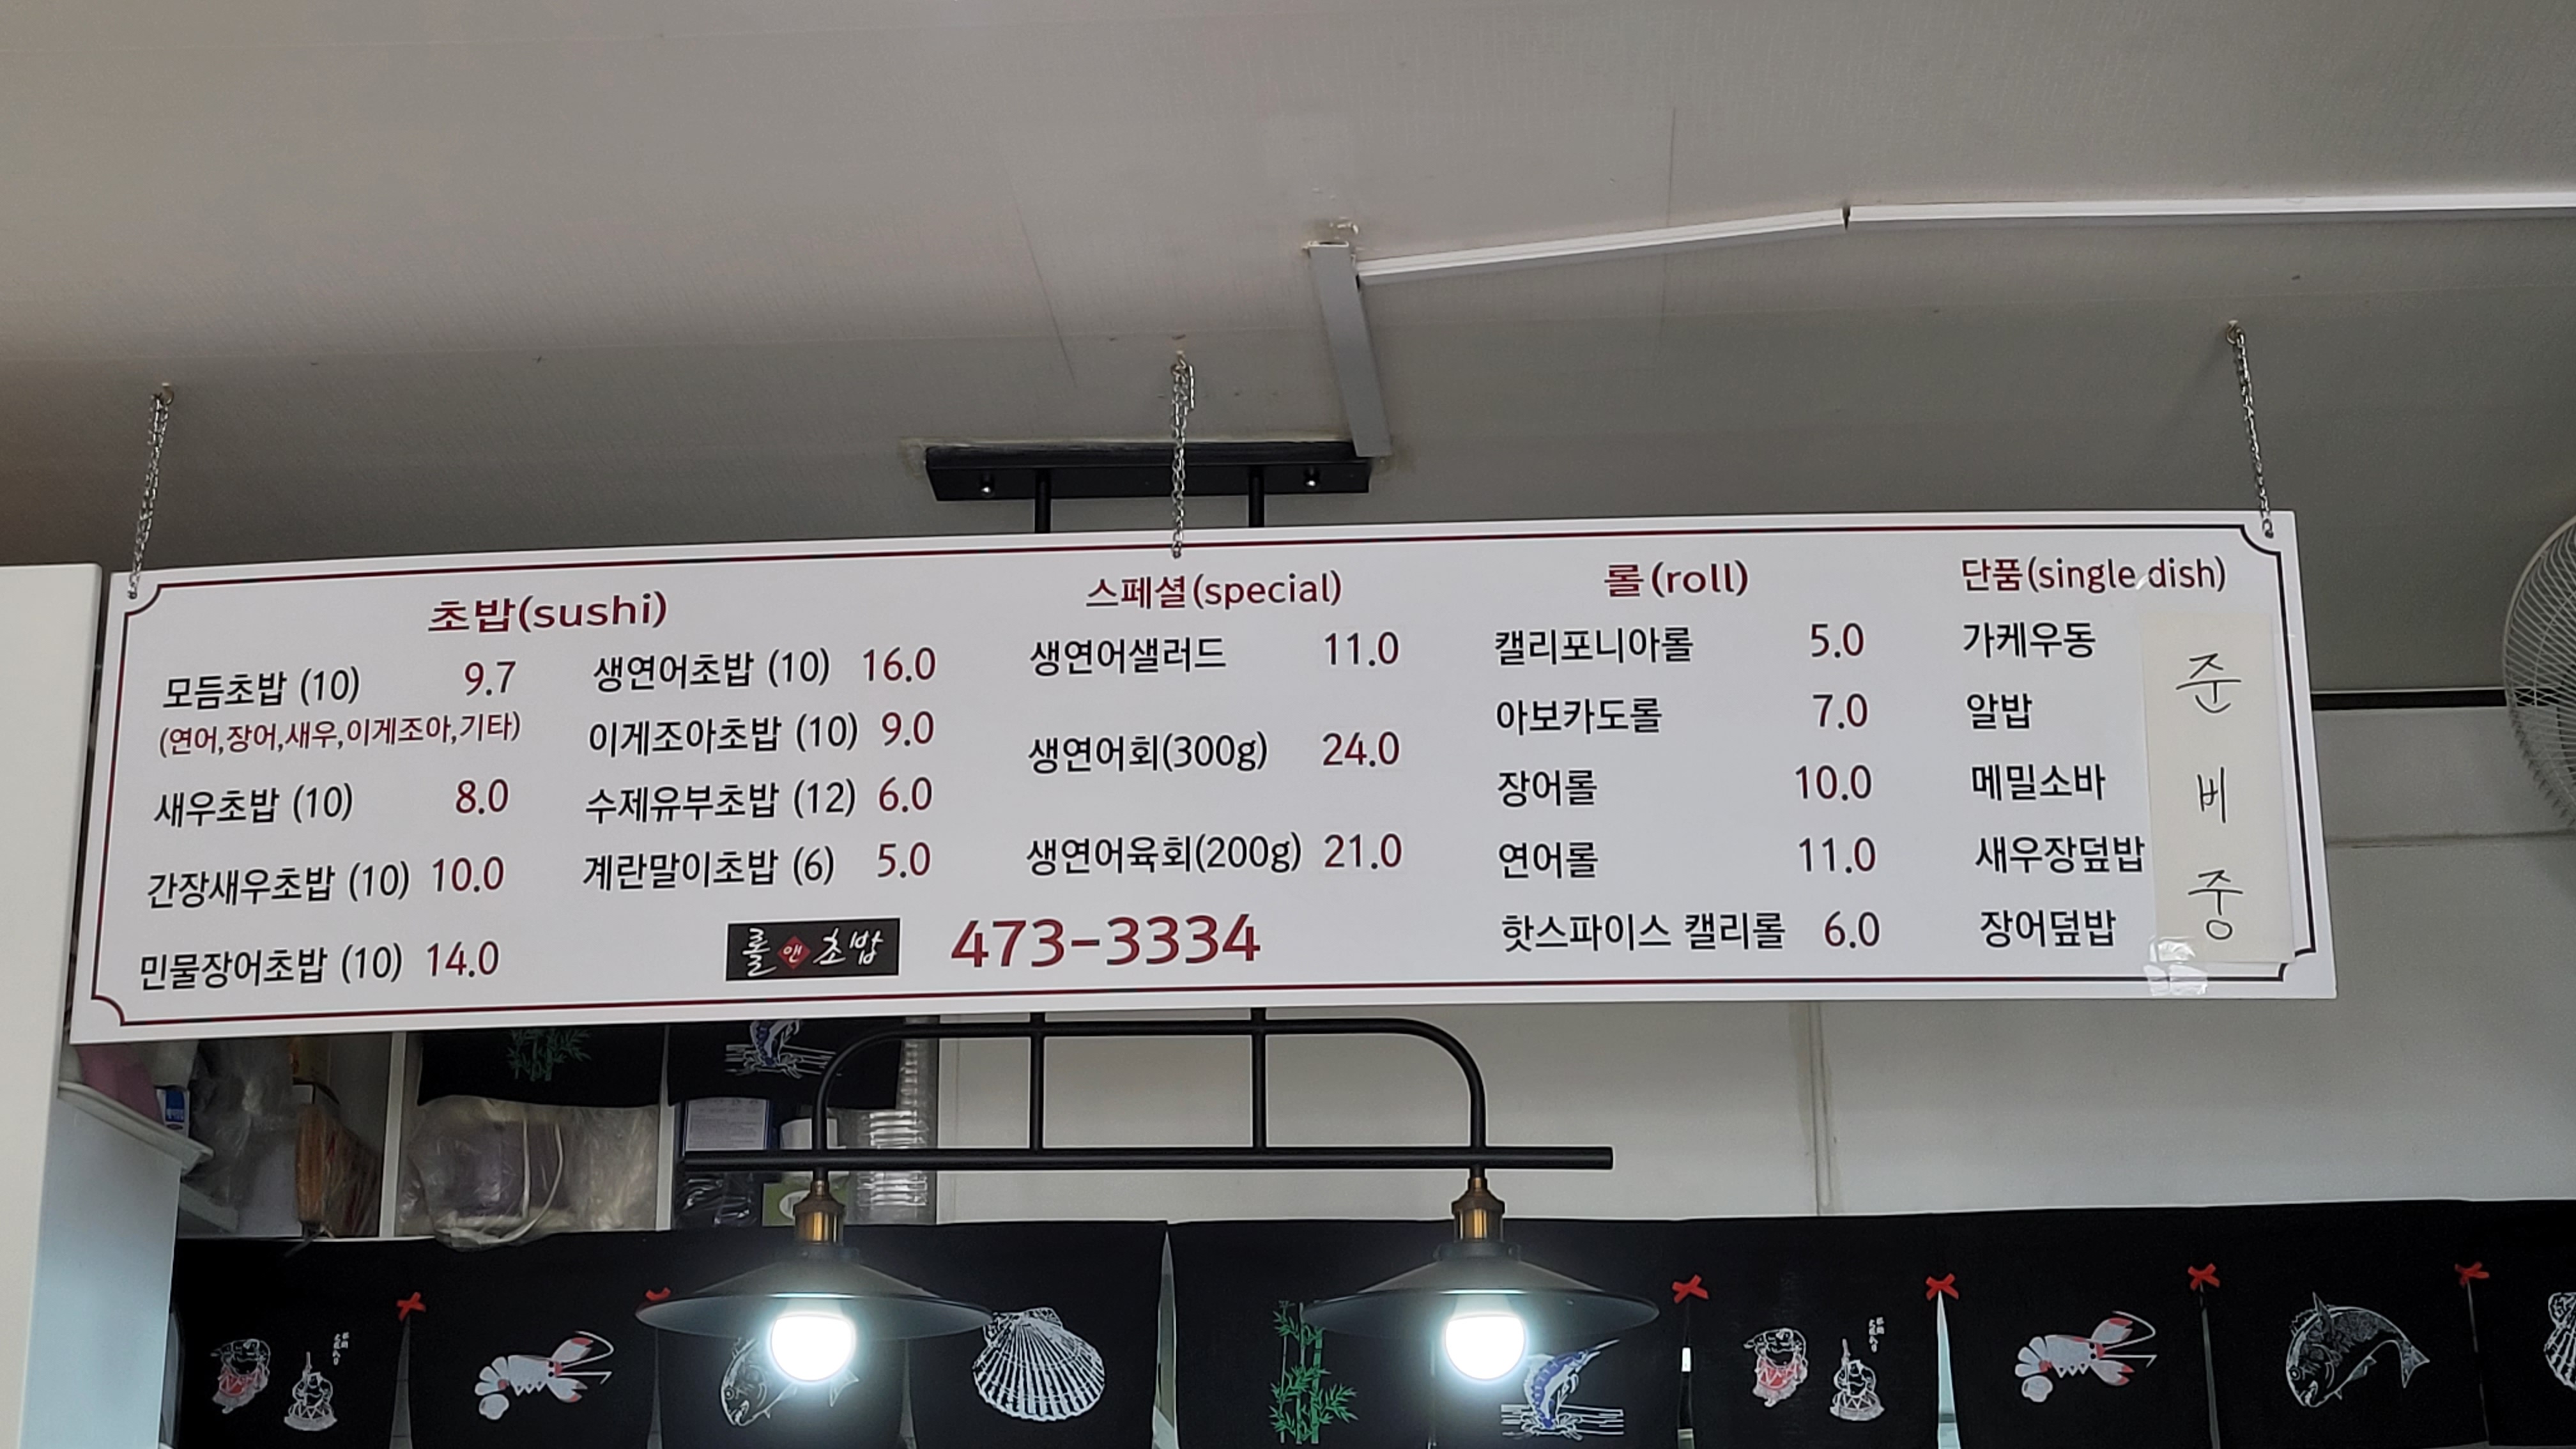 초밥(sushi)
모듬초밥 (10) 9.7
(연어,장어,새우,이게조아,기타)
새우초밥 (10) 8.0
간장새우초밥 (10) 10.0
민물장어초밥 (10) 14.0
생연어초밥 (10) 16.0
이게조아초밥 (10) 9.0
수제유부초밥 (12) 6.0
계란말이초밥 (6) 5.0
스페셜(special)
생연어샐러드 11.0
생연어회(300g) 24.0
생연어육회(200g) 21.0
롤앤초밥 473-3334
롤(roll)
캘리포니아롤 5.0
아보카도롤 7.0
장어롤 10.0
연어롤 11.0
핫스파이스 캘리롤 6.0
단품(single dish)
가케우동
알밥
메밀소바
새우장덮밥
장어덮밥
준
비
중